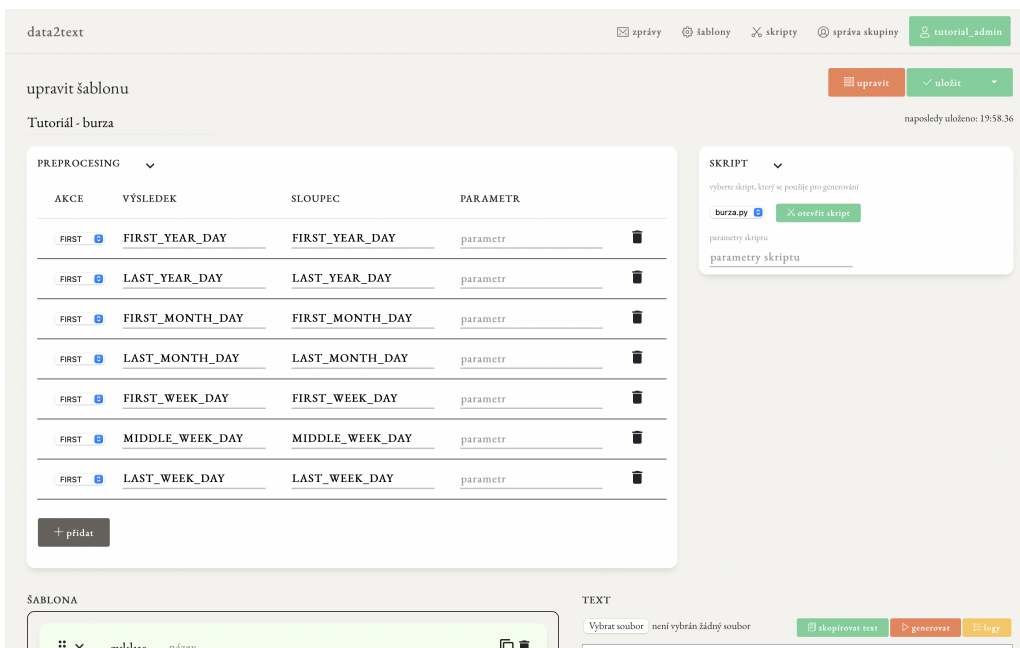 data2text zprávy šablony skripty správa skupiny tutorial_admin
upravit šablonu upravit uložit
Tutoriál - burza naposledy uloženo: 19:58.36
PREPROCESING
AKCE VÝSLEDEK SLOUPEC PARAMETR
FIRST FIRST_YEAR_DAY FIRST_YEAR_DAY parametr
FIRST LAST_YEAR_DAY LAST_YEAR_DAY parametr
FIRST FIRST_MONTH_DAY FIRST_MONTH_DAY parametr
FIRST LAST_MONTH_DAY LAST_MONTH_DAY parametr
FIRST FIRST_WEEK_DAY FIRST_WEEK_DAY parametr
FIRST MIDDLE_WEEK_DAY MIDDLE_WEEK_DAY parametr
FIRST LAST_WEEK_DAY LAST_WEEK_DAY parametr
přidat
SKRIPT
vyberte skript, který se použije pro generování
burza.py otevřít skript
parametry skriptu
parametry skriptu
ŠABLONA
cyklus název
TEXT
Vybrat soubor není vybrán žádný soubor zkopírovat text generovat logy